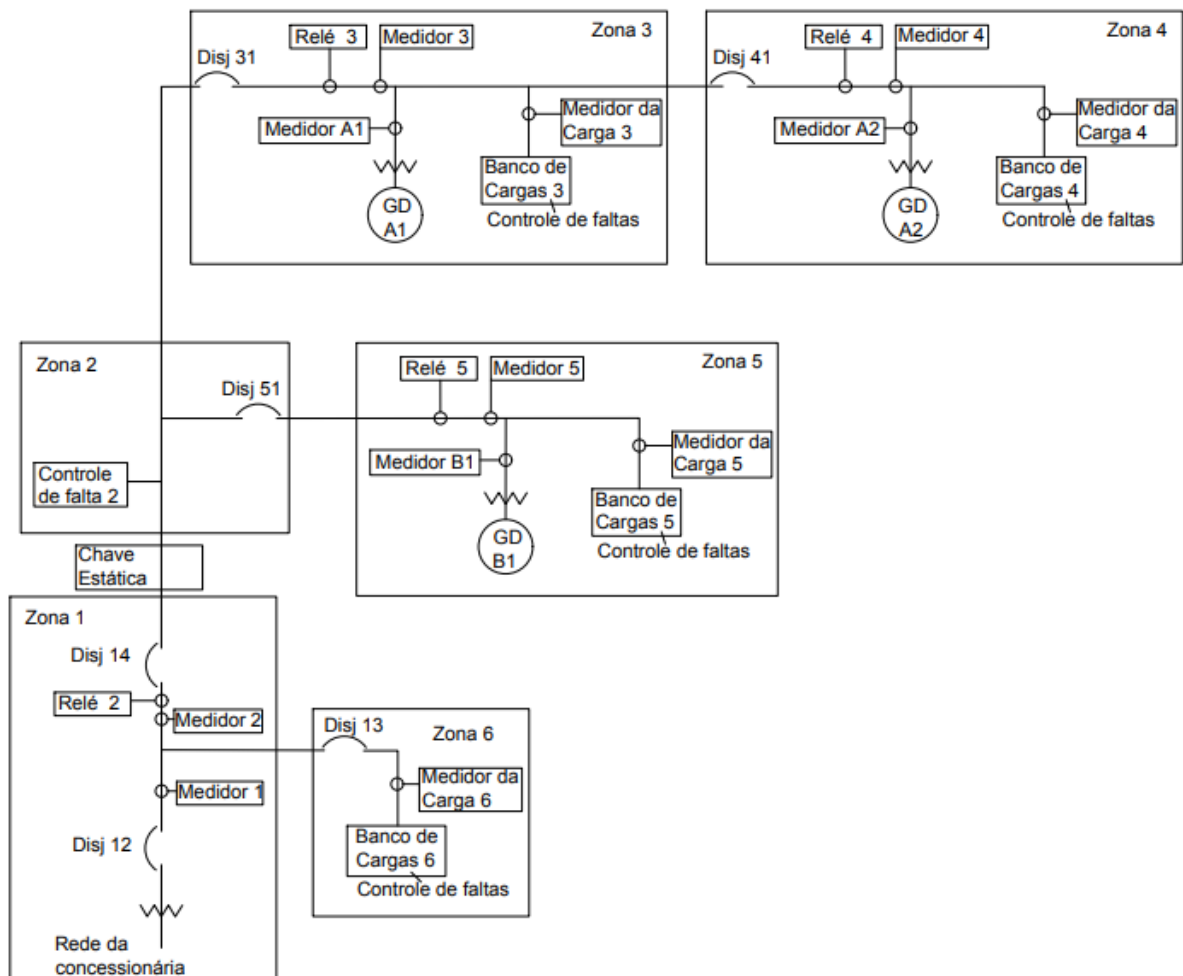 Disj 31
Relé 3
Medidor 3
Zona 3
Medidor A1
Medidor da
Carga 3
GD
A1
Banco de
Cargas 3
Controle de faltas
Disj 41
Relé 4
Medidor 4
Zona 4
Medidor A2
Medidor da
Carga 4
GD
A2
Banco de
Cargas 4
Controle de faltas
Zona 2
Disj 51
Controle
de falta 2
Relé 5
Medidor 5
Zona 5
Medidor B1
Medidor da
Carga 5
GD
B1
Banco de
Cargas 5
Controle de faltas
Chave
Estática
Zona 1
Disj 14
Relé 2
Medidor 2
Medidor 1
Disj 12
Rede da
concessionária
Disj 13
Zona 6
Medidor da
Carga 6
Banco de
Cargas 6
Controle de faltas